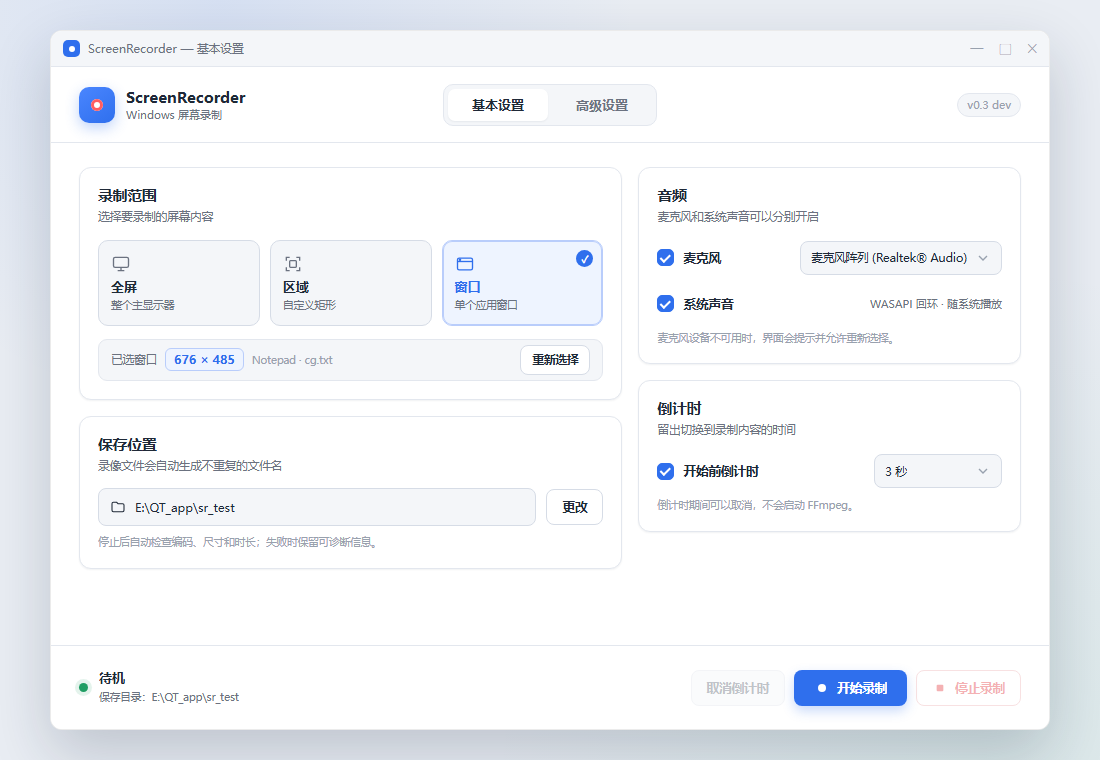 ScreenRecorder — 基本设置
ScreenRecorder
Windows 屏幕录制
基本设置
高级设置
v0.3 dev
录制范围
选择要录制的屏幕内容
全屏
整个主显示器
区域
自定义矩形
窗口
单个应用窗口
已选窗口 676 × 485 Notepad · cg.txt 重新选择
保存位置
录像文件会自动生成不重复的文件名
E:\QT_app\sr_test 更改
停止后自动检查编码、尺寸和时长；失败时保留可诊断信息。
音频
麦克风和系统声音可以分别开启
麦克风 麦克风阵列 (Realtek® Audio)
系统声音 WASAPI 回环 · 随系统播放
麦克风设备不可用时，界面会提示并允许重新选择。
倒计时
留出切换到录制内容的时间
开始前倒计时 3 秒
倒计时期间可以取消，不会启动 FFmpeg。
待机
保存目录：E:\QT_app\sr_test
取消倒计时 开始录制 停止录制